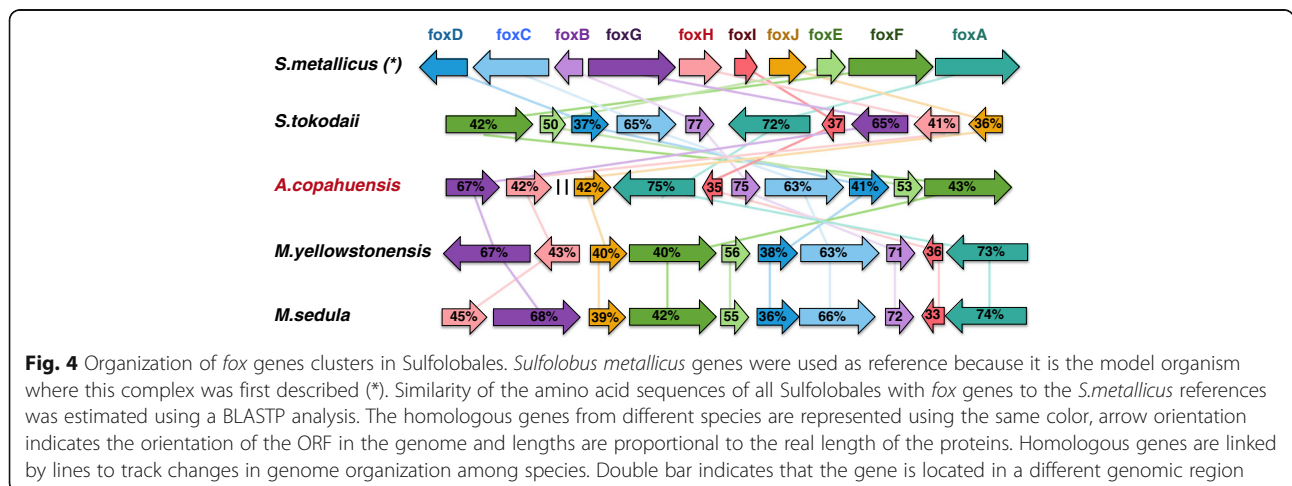 foxD foxC foxB foxG foxH foxI foxJ foxE foxF foxA
S.metallicus (*)
S.tokodaii 42% 50 37% 65% 77 72% 37 65% 41% 36%
A.copahuensis 67% 42% || 42% 75% 35 75 63% 41% 53 43%
M.yellowstonensis 67% 43% 40% 40% 56 38% 63% 71 36 73%
M.sedula 45% 68% 39% 42% 55 36% 66% 72 33 74%
Fig. 4 Organization of fox genes clusters in Sulfolobales. Sulfolobus metallicus genes were used as reference because it is the model organism
where this complex was first described (*). Similarity of the amino acid sequences of all Sulfolobales with fox genes to the S.metallicus references
was estimated using a BLASTP analysis. The homologous genes from different species are represented using the same color, arrow orientation
indicates the orientation of the ORF in the genome and lengths are proportional to the real length of the proteins. Homologous genes are linked
by lines to track changes in genome organization among species. Double bar indicates that the gene is located in a different genomic region